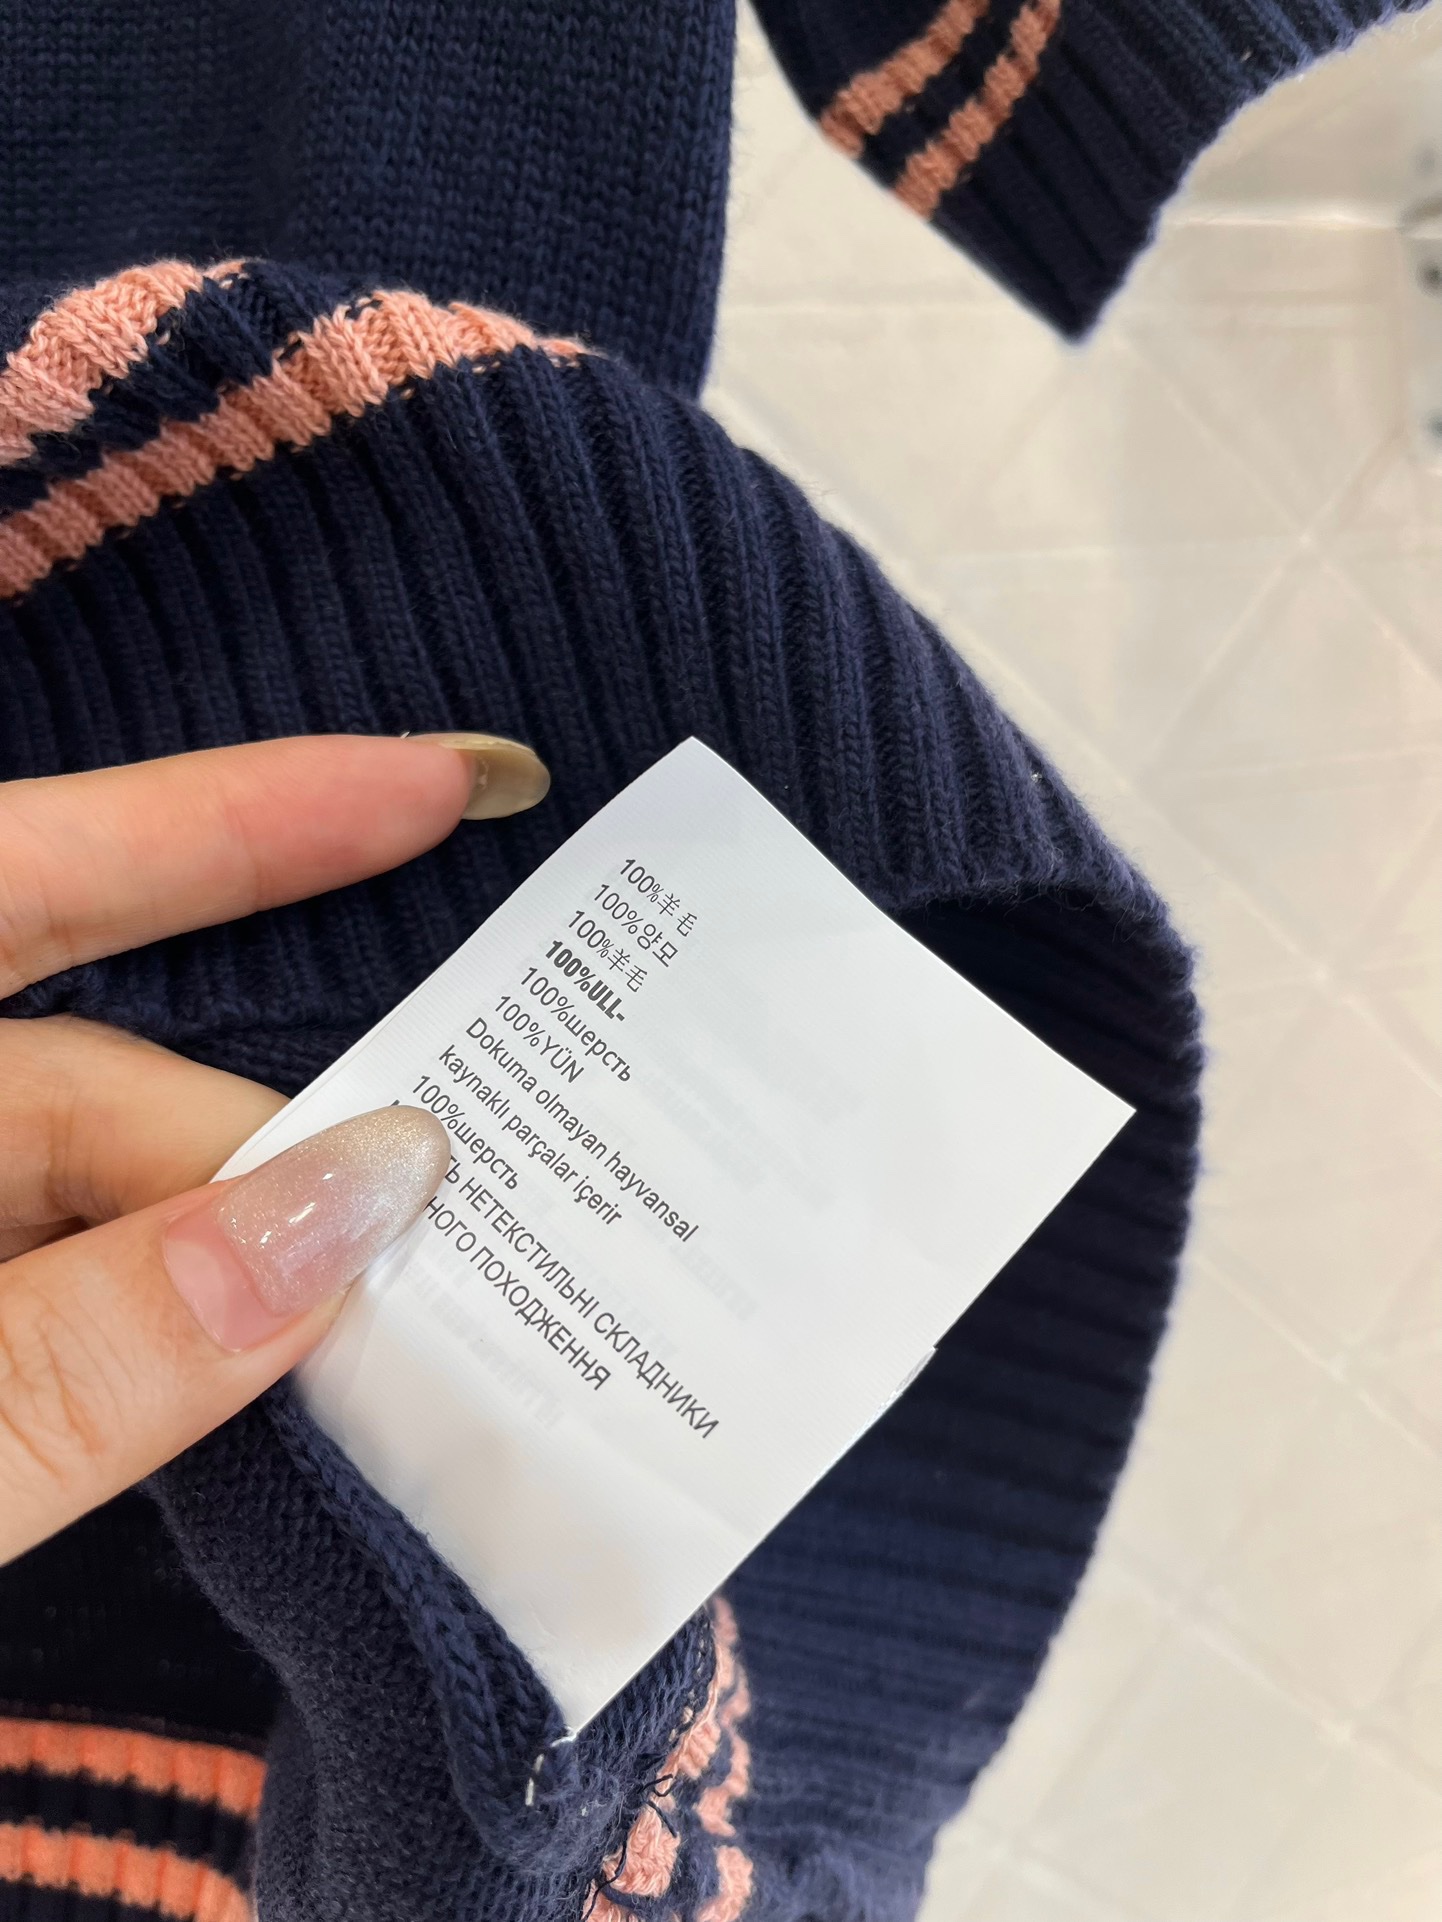 100%羊毛
100%양모
100%羊毛
100%ULL-
100%шерсть
100%YÜN
Dokuma olmayan hayvansal
kaynaklı parçalar içerir
100%шерсть
НЕТЕКСТИЛЬНІ СКЛАДНИКИ
ПОХОДЖЕННЯ